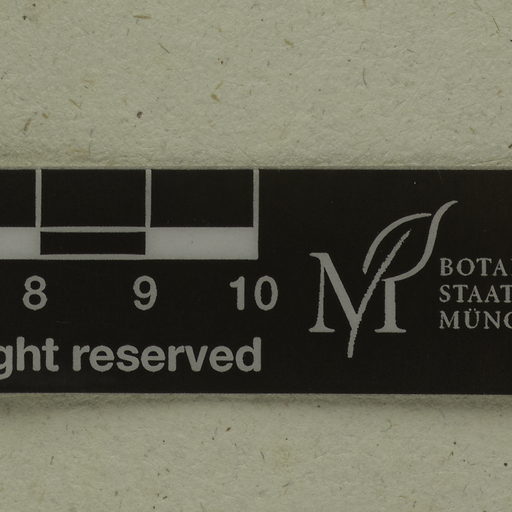 8 9 10
ght reserved
M
BOTA
STAAT
MÜNC